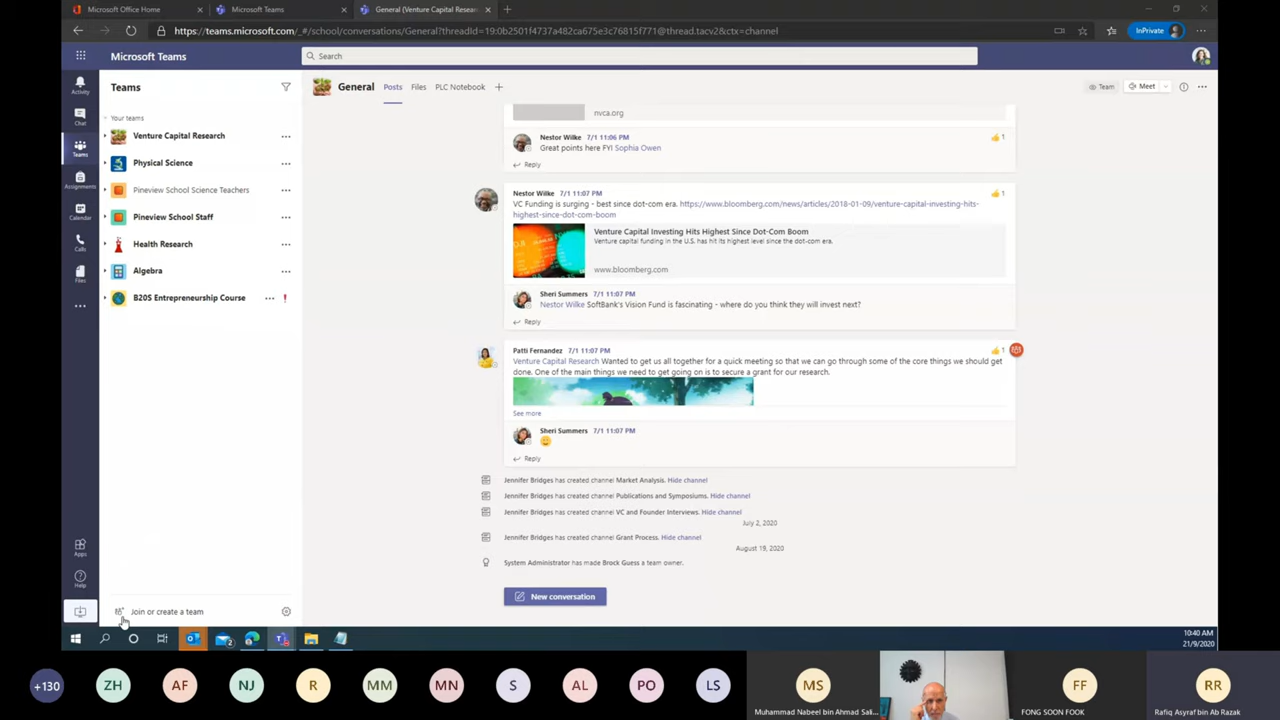 Microsoft Office Home
Microsoft Teams
General (Venture Capital Resear
https://teams.microsoft.com/_#/school/conversations/General?threadId=19:0b2501f4737a482ca675e3c76815f771@thread.tacv2&ctx=channel
InPrivate
Microsoft Teams
Search
Activity
Chat
Teams
Assignments
Calendar
Calls
Files
Apps
Help
Teams
Your teams
Venture Capital Research
Physical Science
Pineview School Science Teachers
Pineview School Staff
Health Research
Algebra
B20S Entrepreneurship Course
Join or create a team
General
Posts
Files
PLC Notebook
Team
Meet
nvca.org
Nestor Wilke 7/1 11:06 PM
1
Great points here FYI Sophia Owen
Reply
Nestor Wilke 7/1 11:07 PM
1
VC Funding is surging - best since dot-com era. https://www.bloomberg.com/news/articles/2018-01-09/venture-capital-investing-hits-
highest-since-dot-com-boom
Venture Capital Investing Hits Highest Since Dot-Com Boom
Venture capital funding in the U.S. has hit its highest level since the dot-com era.
www.bloomberg.com
Sheri Summers 7/1 11:07 PM
Nestor Wilke SoftBank's Vision Fund is fascinating - where do you think they will invest next?
Reply
Patti Fernandez 7/1 11:07 PM
1
Venture Capital Research Wanted to get us all together for a quick meeting so that we can go through some of the core things we should get
done. One of the main things we need to get going on is to secure a grant for our research.
See more
Sheri Summers 7/1 11:07 PM
Reply
Jennifer Bridges has created channel Market Analysis. Hide channel
Jennifer Bridges has created channel Publications and Symposiums. Hide channel
Jennifer Bridges has created channel VC and Founder Interviews. Hide channel
July 2, 2020
Jennifer Bridges has created channel Grant Process. Hide channel
August 19, 2020
System Administrator has made Brock Guess a team owner.
New conversation
2
10:40 AM
21/9/2020
+130
ZH
AF
NJ
R
MM
MN
S
AL
PO
LS
MS
Muhammad Nabeel bin Ahmad Sali...
FF
FONG SOON FOOK
RR
Rafiq Asyraf bin Ab Razak